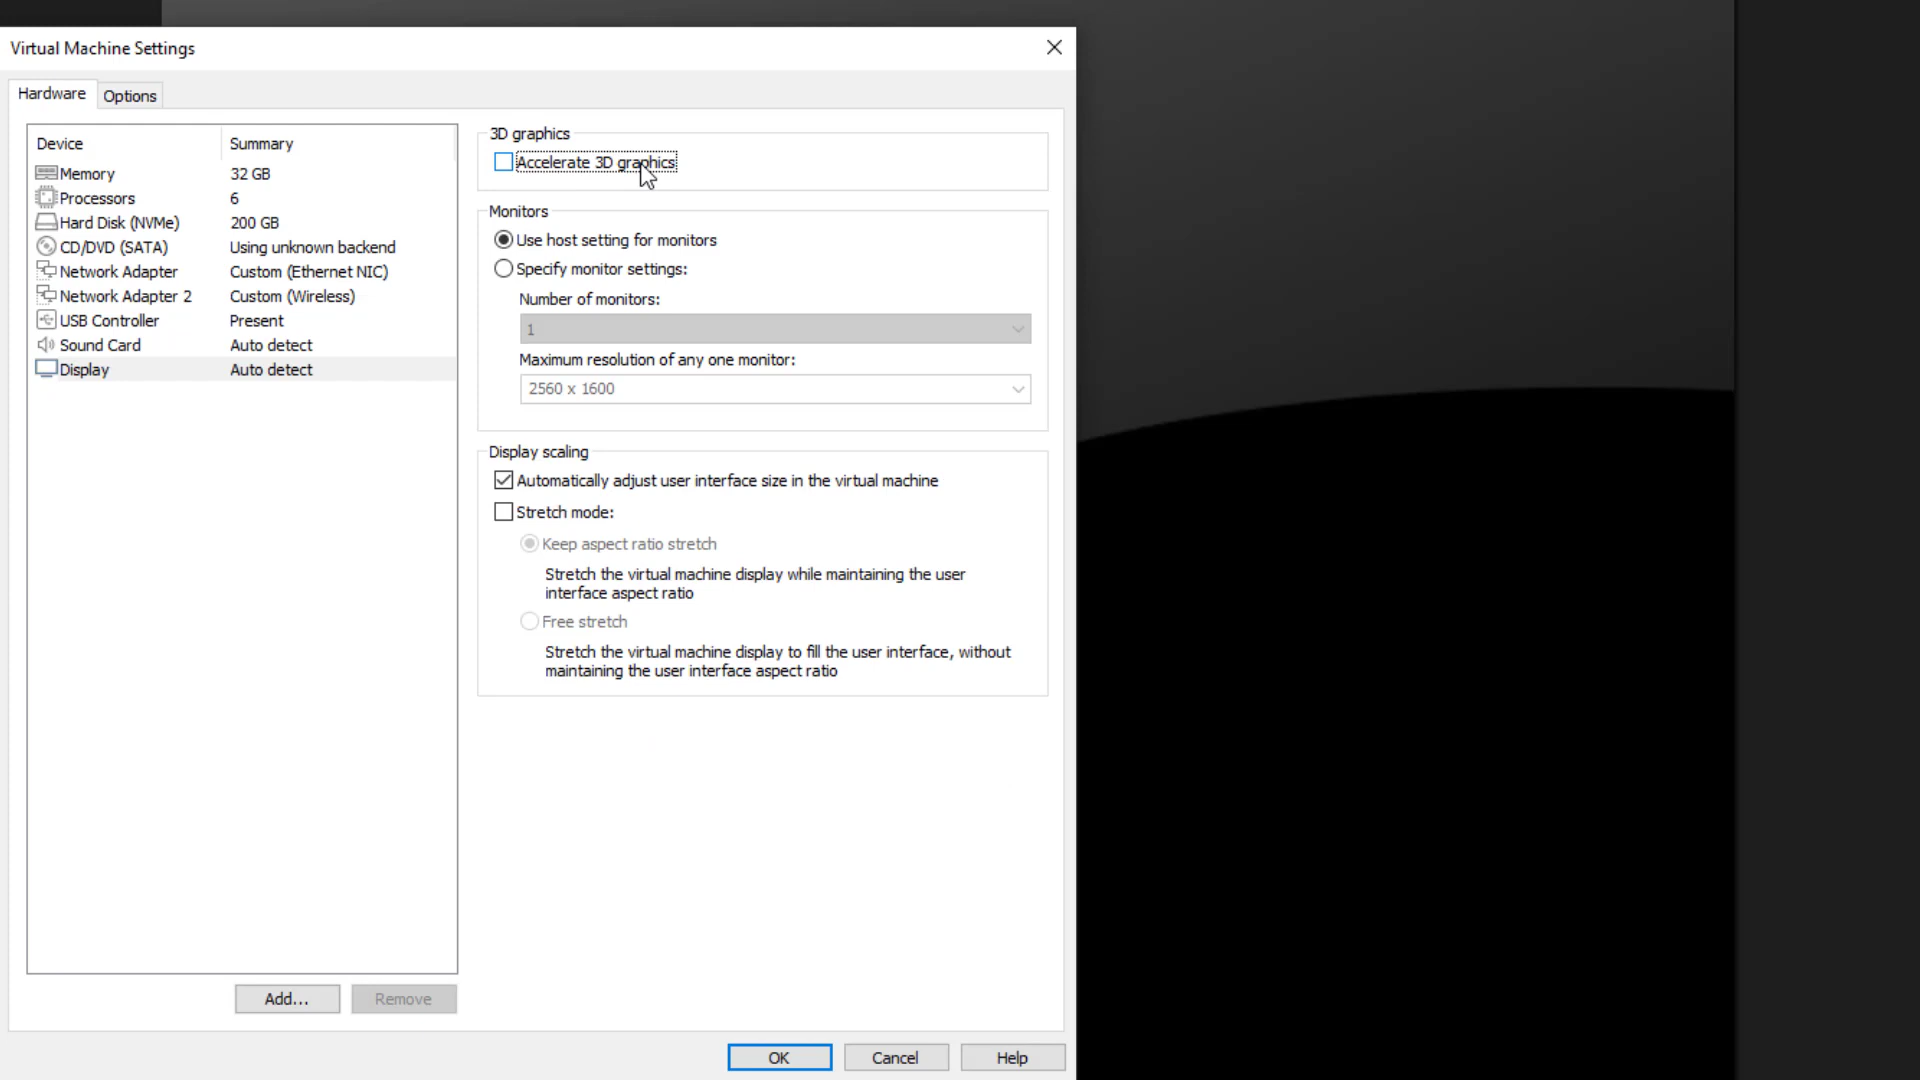 Virtual Machine Settings
Hardware
Options
Device Summary
Memory 32 GB
Processors 6
Hard Disk (NVMe) 200 GB
CD/DVD (SATA) Using unknown backend
Network Adapter Custom (Ethernet NIC)
Network Adapter 2 Custom (Wireless)
USB Controller Present
Sound Card Auto detect
Display Auto detect
Add...
Remove
3D graphics
Accelerate 3D graphics
Monitors
Use host setting for monitors
Specify monitor settings:
Number of monitors:
1
Maximum resolution of any one monitor:
2560 x 1600
Display scaling
Automatically adjust user interface size in the virtual machine
Stretch mode:
Keep aspect ratio stretch
Stretch the virtual machine display while maintaining the user
interface aspect ratio
Free stretch
Stretch the virtual machine display to fill the user interface, without
maintaining the user interface aspect ratio
OK
Cancel
Help